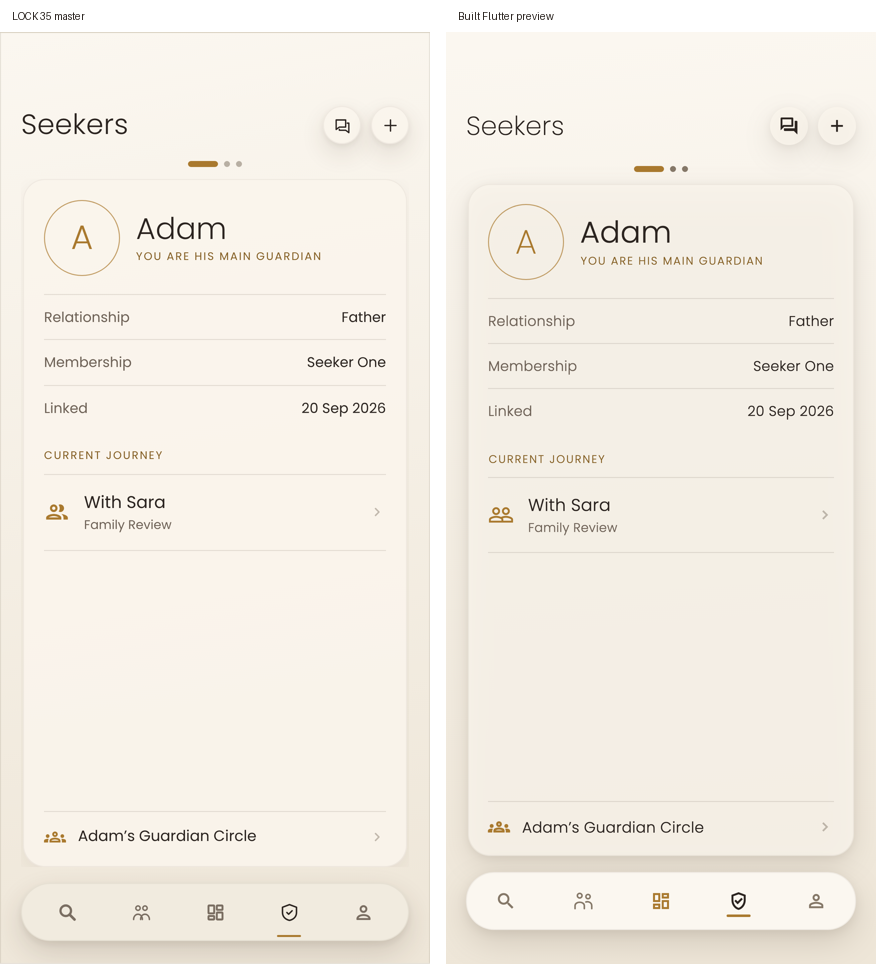 LOCK 35 master
Seekers
A
Adam
YOU ARE HIS MAIN GUARDIAN
Relationship Father
Membership Seeker One
Linked 20 Sep 2026
CURRENT JOURNEY
With Sara
Family Review
Adam's Guardian Circle
Built Flutter preview
Seekers
A
Adam
YOU ARE HIS MAIN GUARDIAN
Relationship Father
Membership Seeker One
Linked 20 Sep 2026
CURRENT JOURNEY
With Sara
Family Review
Adam's Guardian Circle